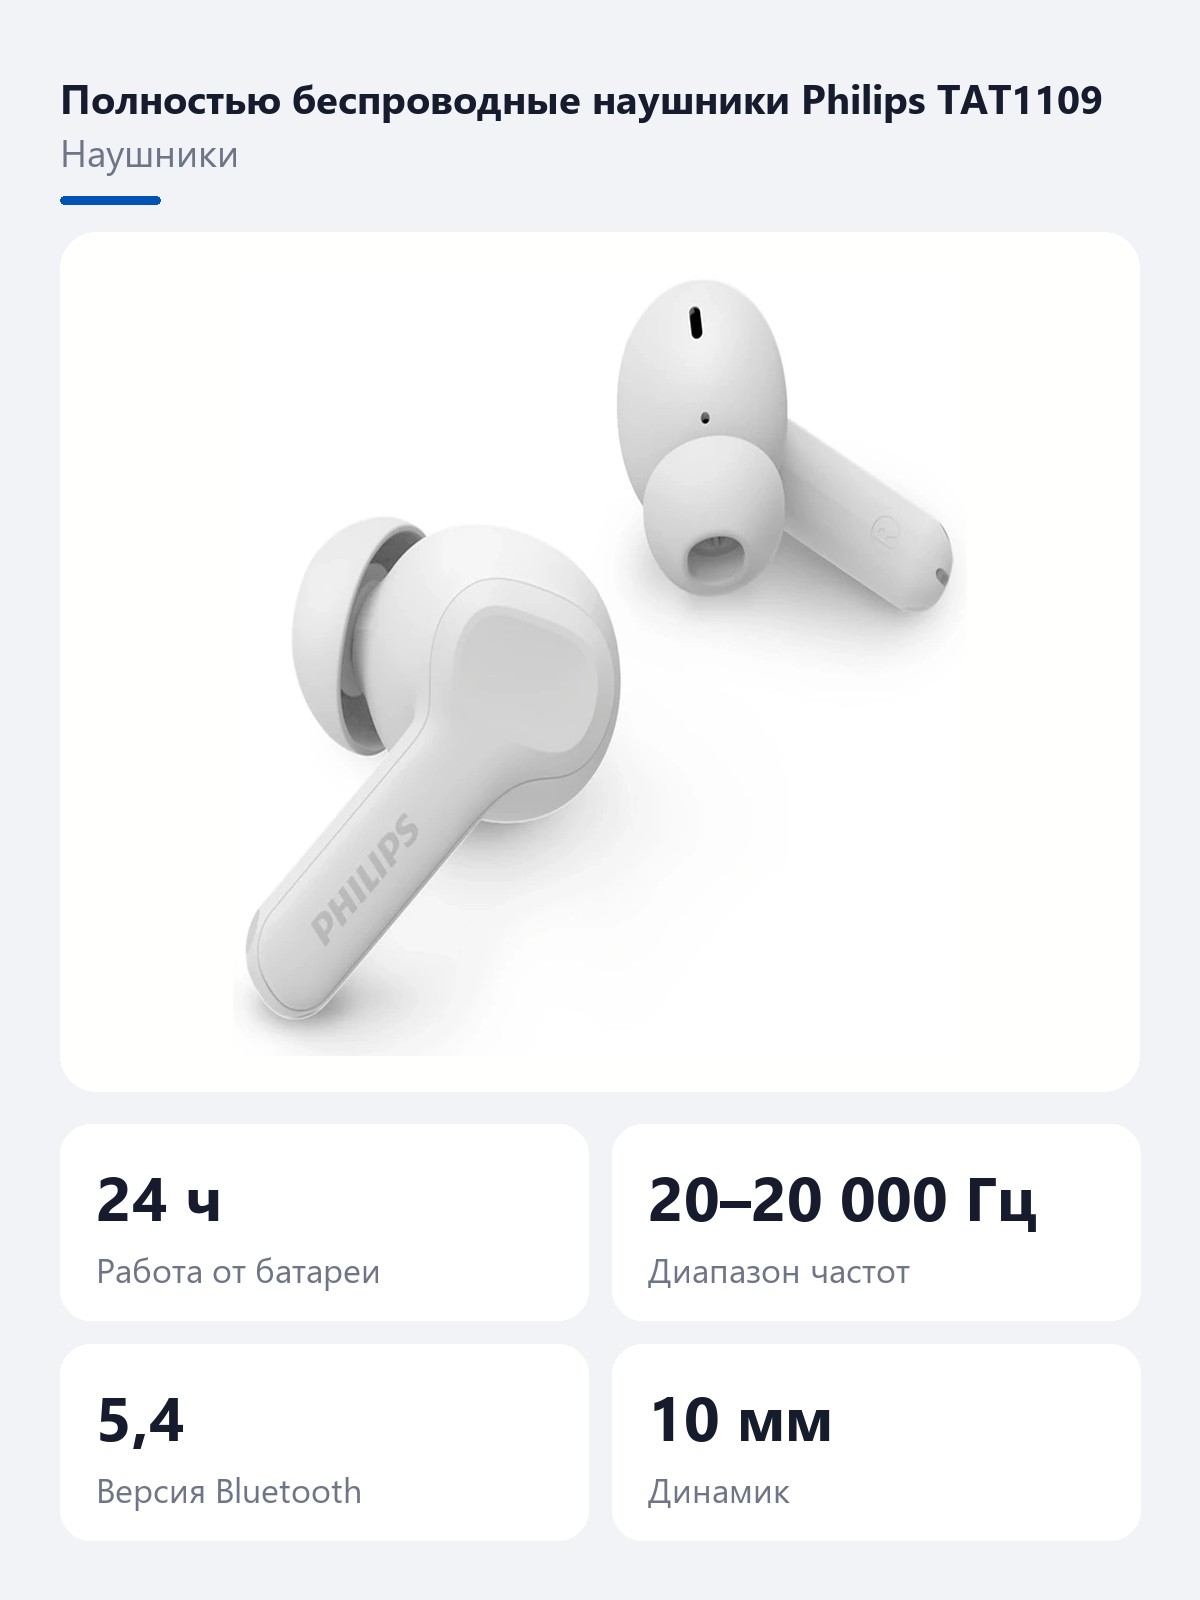 Полностью беспроводные наушники Philips TAT1109
Наушники
R
PHILIPS
24 ч
Работа от батареи
20–20 000 Гц
Диапазон частот
5,4
Версия Bluetooth
10 мм
Динамик